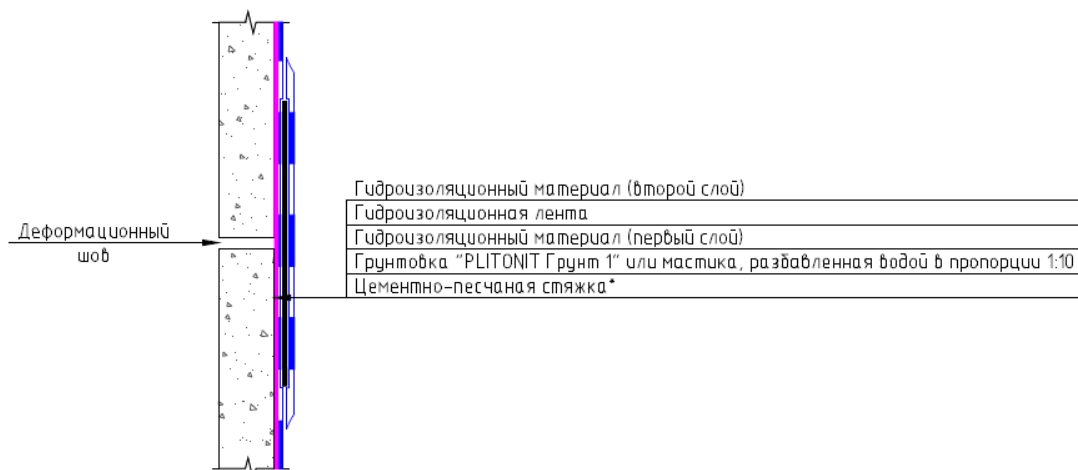 Гидроизоляционный материал (второй слой)
Гидроизоляционная лента
Деформационный
шов
Гидроизоляционный материал (первый слой)
Грунтовка "PLITONIT Грунт 1" или мастика, разбавленная водой в пропорции 1:10
Цементно-песчаная стяжка*